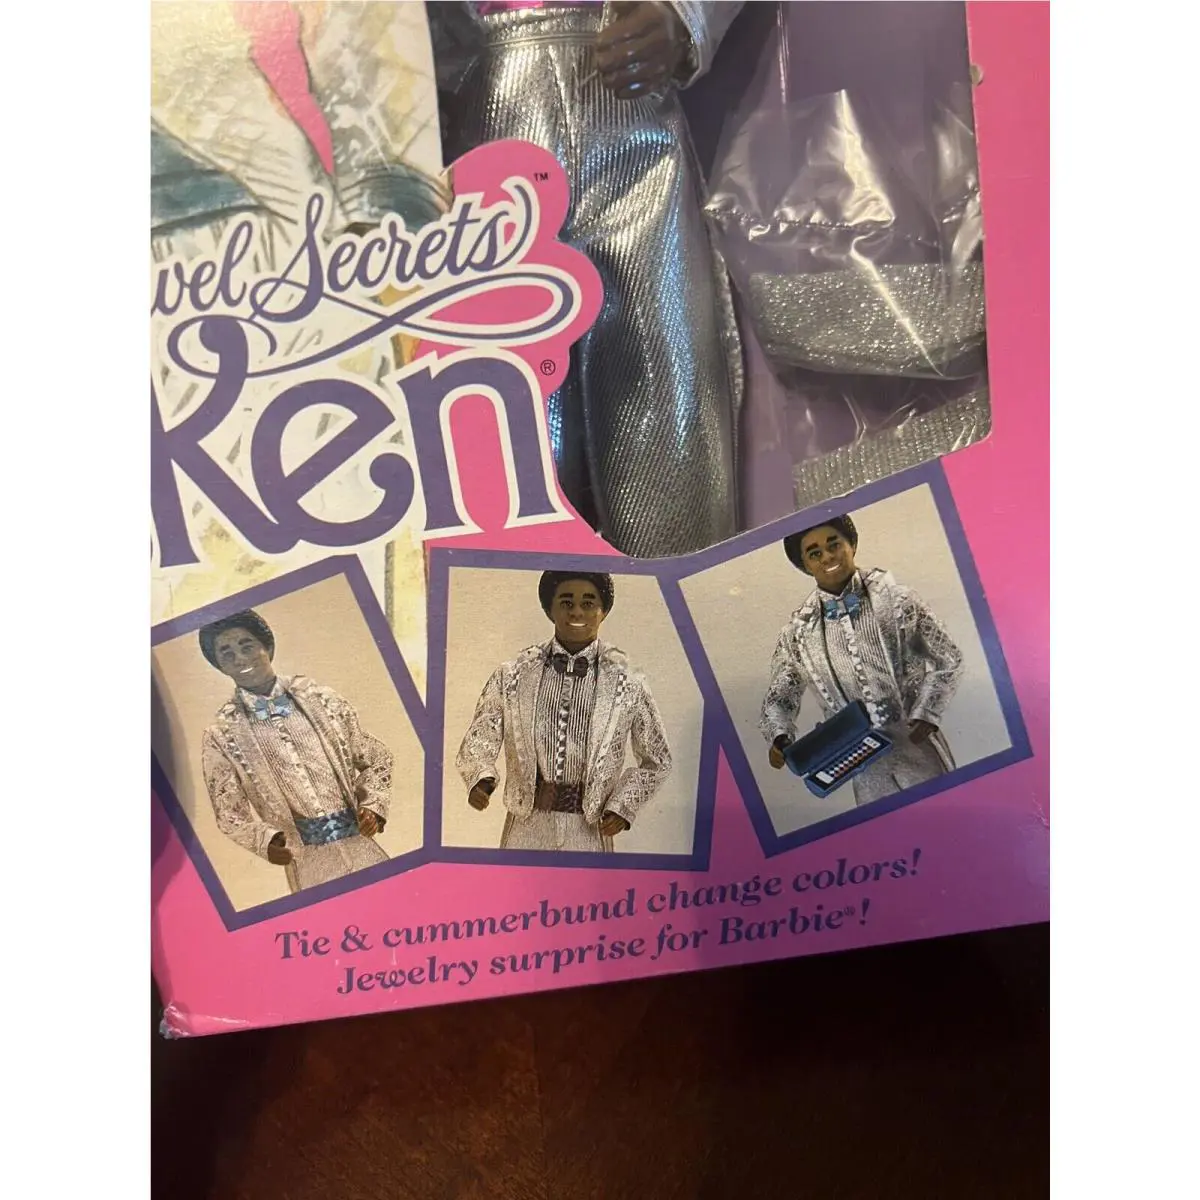 wel Secrets™
Ken®
Tie & cummerbund change colors!
Jewelry surprise for Barbie®!